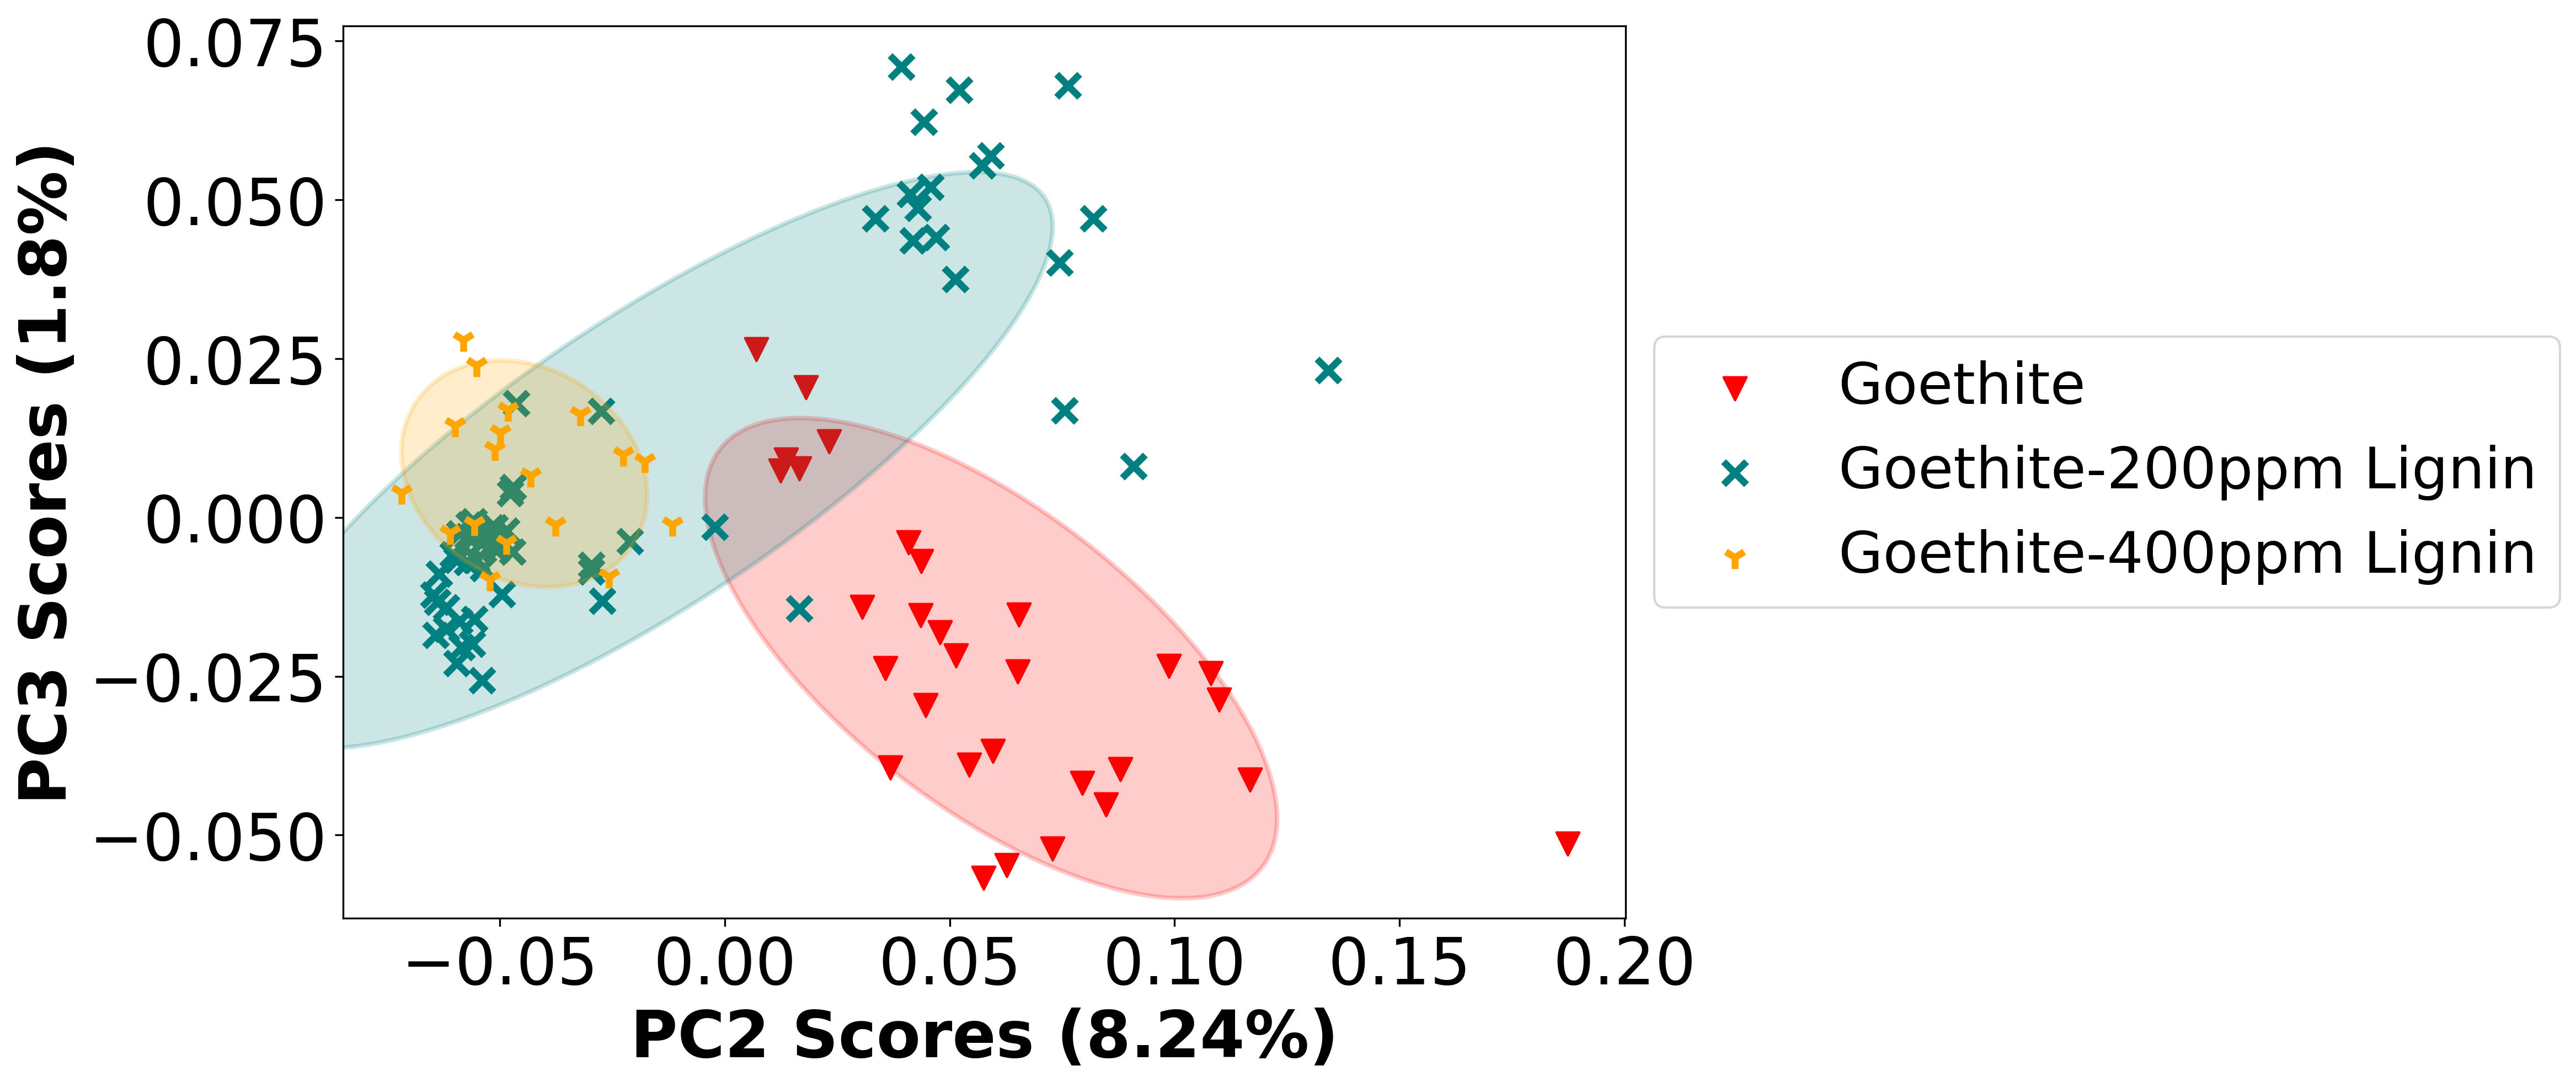 0.075
0.050
0.025
0.000
−0.025
−0.050
PC3 Scores (1.8%)
−0.05
0.00
0.05
0.10
0.15
0.20
PC2 Scores (8.24%)
Goethite
Goethite-200ppm Lignin
Goethite-400ppm Lignin